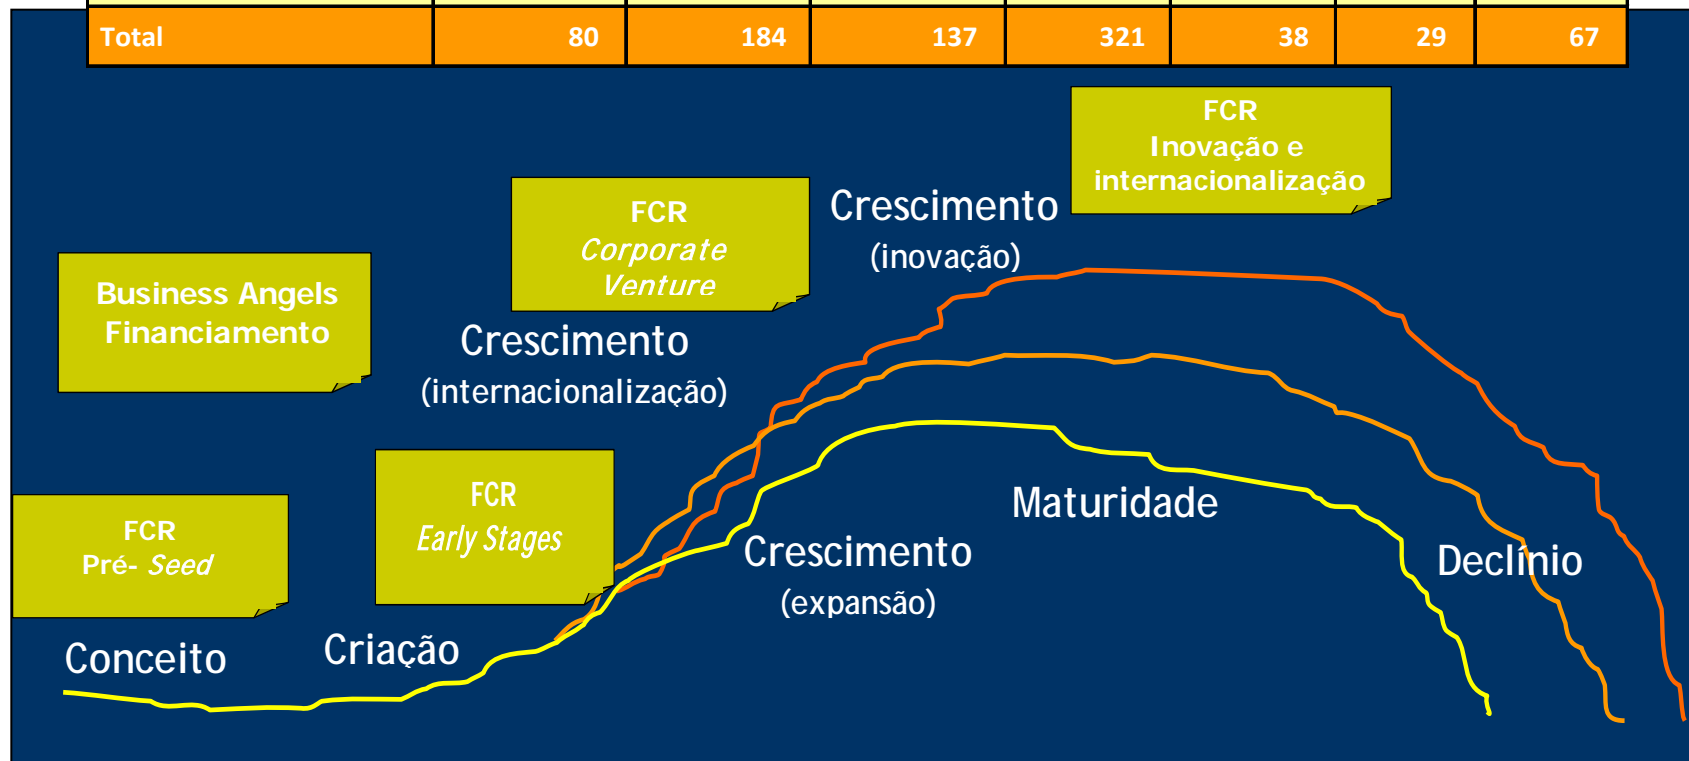 Total 80 184 137 321 38 29 67
FCR
Inovação e
internacionalização
FCR
Corporate
Venture
Crescimento
(inovação)
Business Angels
Financiamento
Crescimento
(internacionalização)
FCR
Early Stages
FCR
Pré- Seed
Maturidade
Crescimento
(expansão)
Declínio
Conceito
Criação